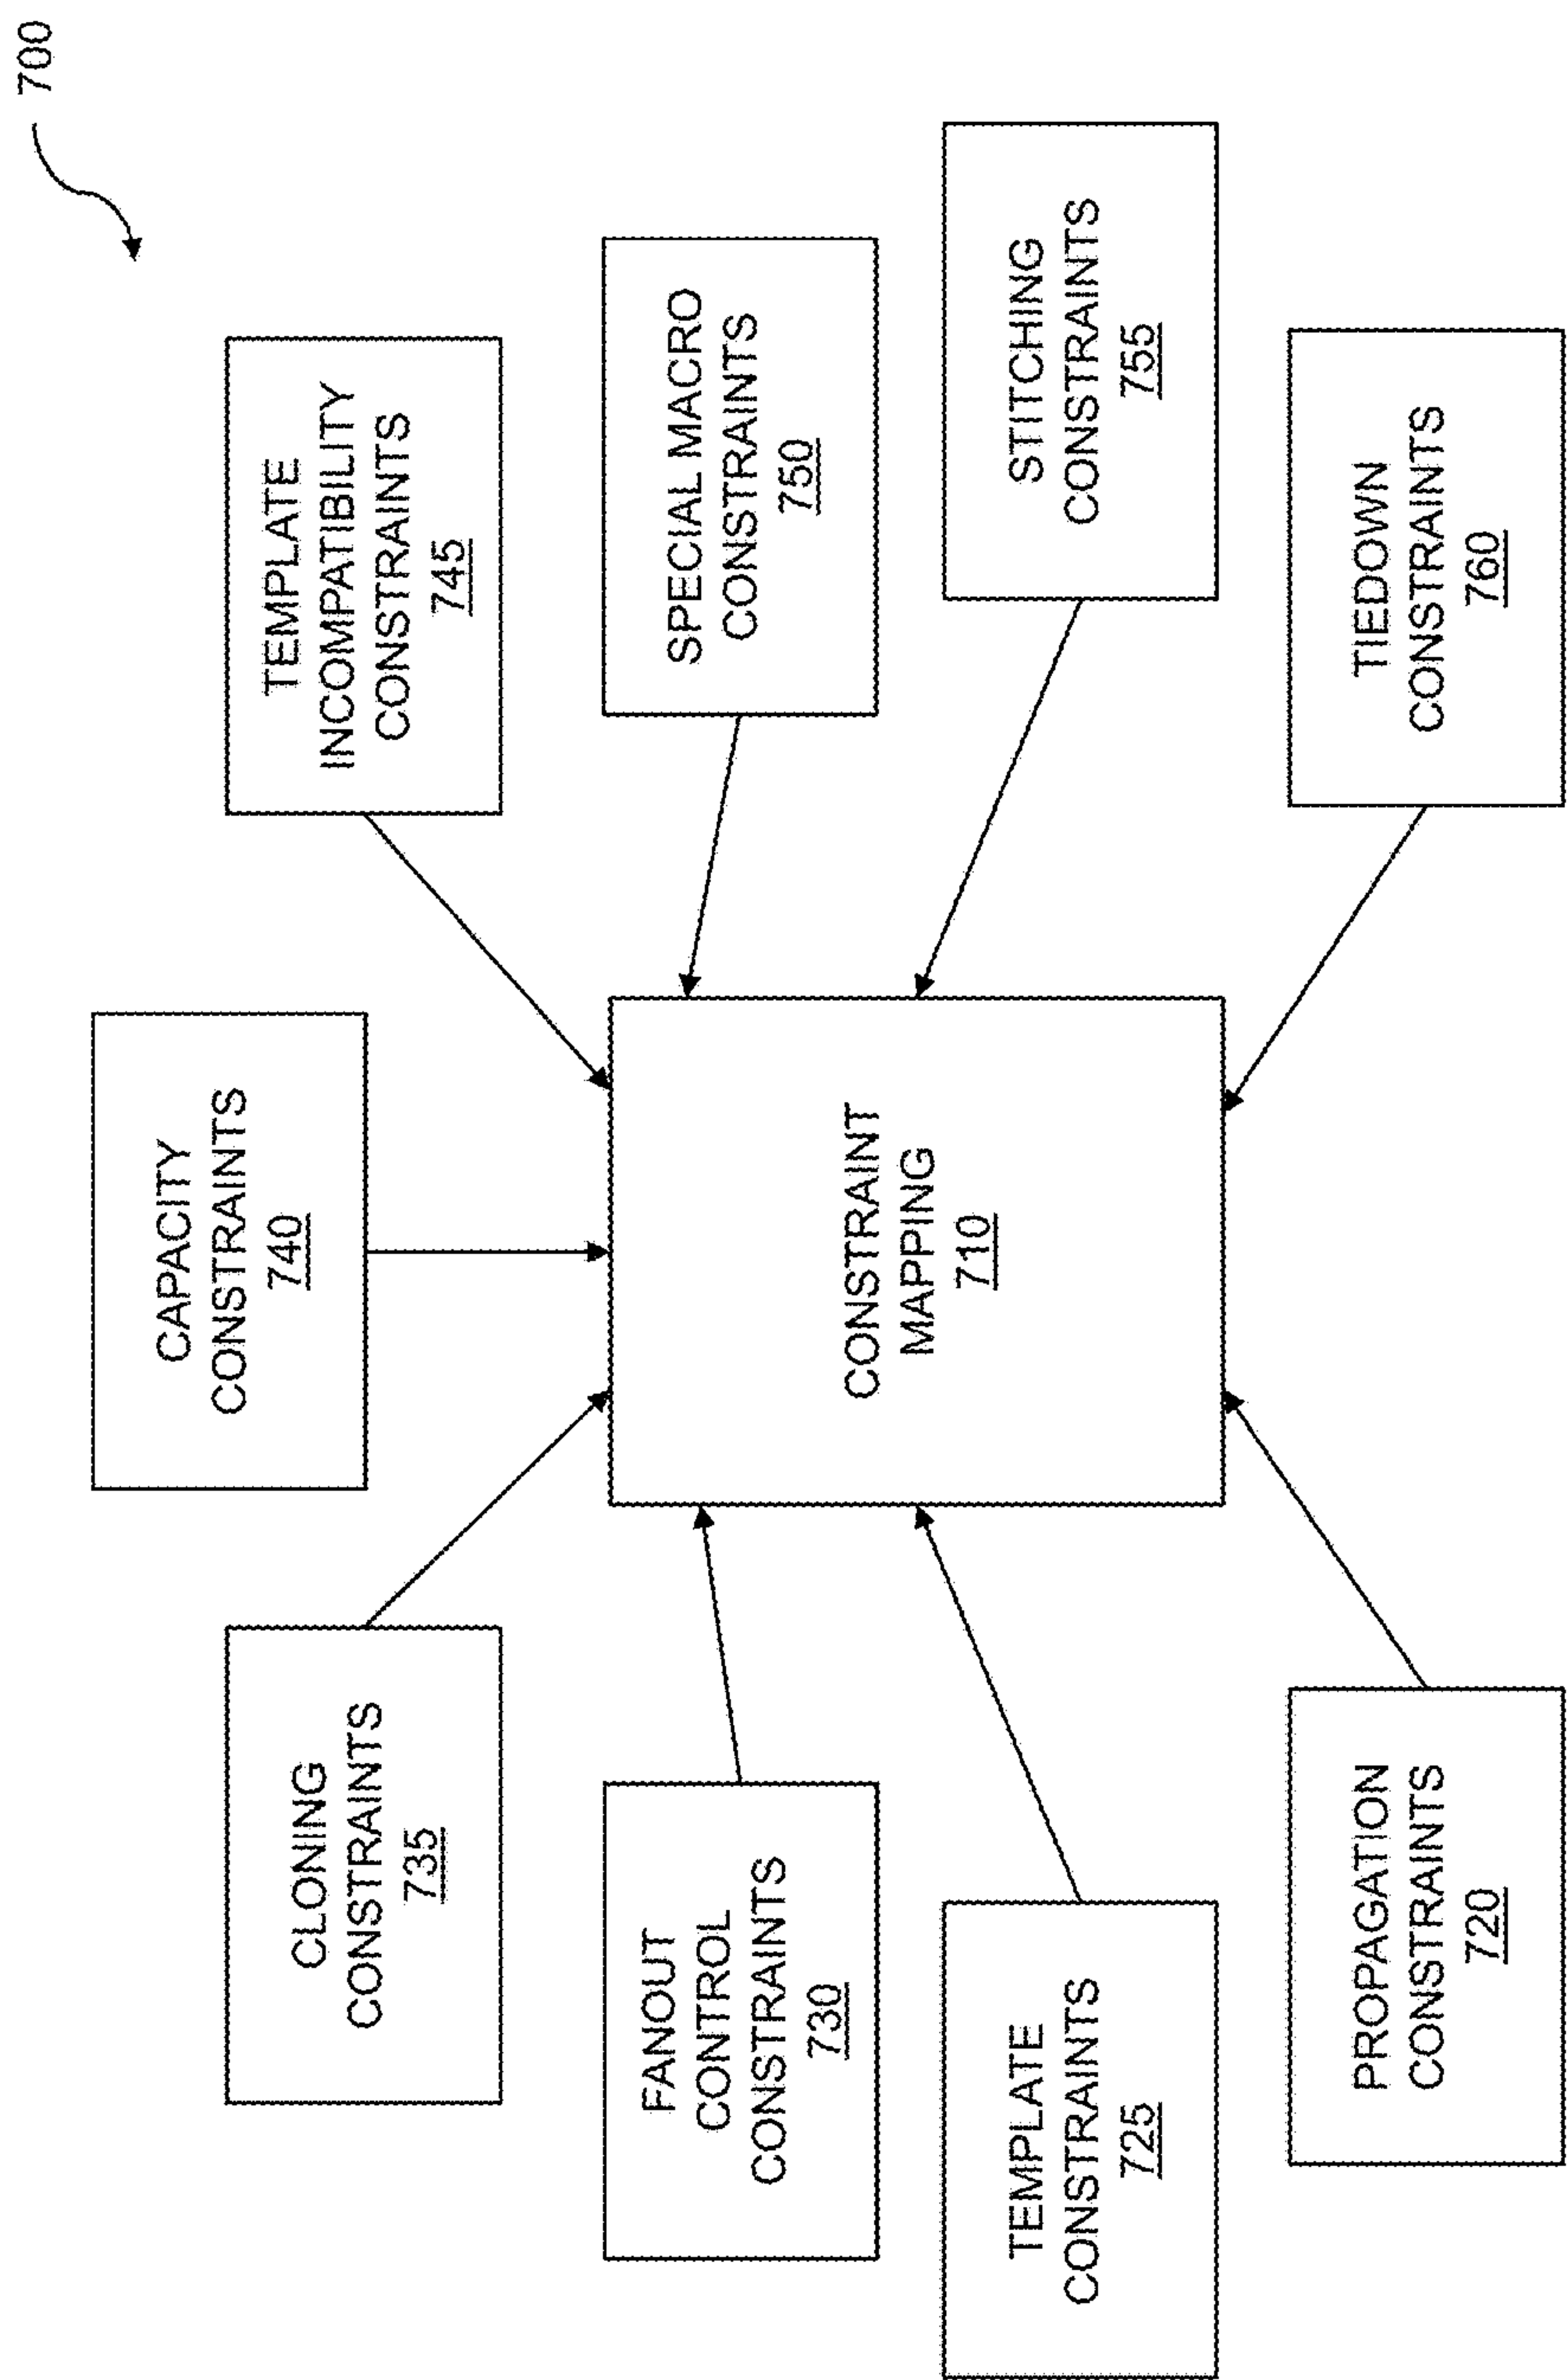 700
CAPACITY
CONSTRAINTS
740
CLONING
CONSTRAINTS
735
TEMPLATE
INCOMPATIBILITY
CONSTRAINTS
745
FANOUT
CONTROL
CONSTRAINTS
730
SPECIAL MACRO
CONSTRAINTS
750
CONSTRAINT
MAPPING
710
TEMPLATE
CONSTRAINTS
725
STITCHING
CONSTRAINTS
755
PROPAGATION
CONSTRAINTS
720
TIEDOWN
CONSTRAINTS
760